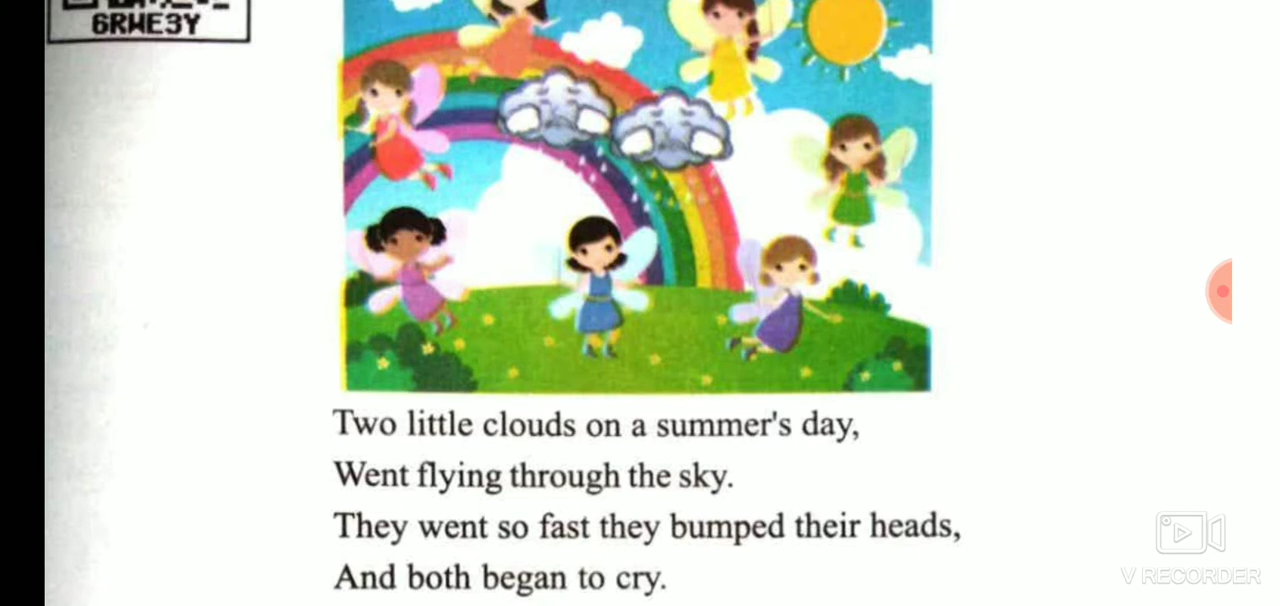 6RWE3Y
Two little clouds on a summer's day,
Went flying through the sky.
They went so fast they bumped their heads,
And both began to cry.
V RECORDER